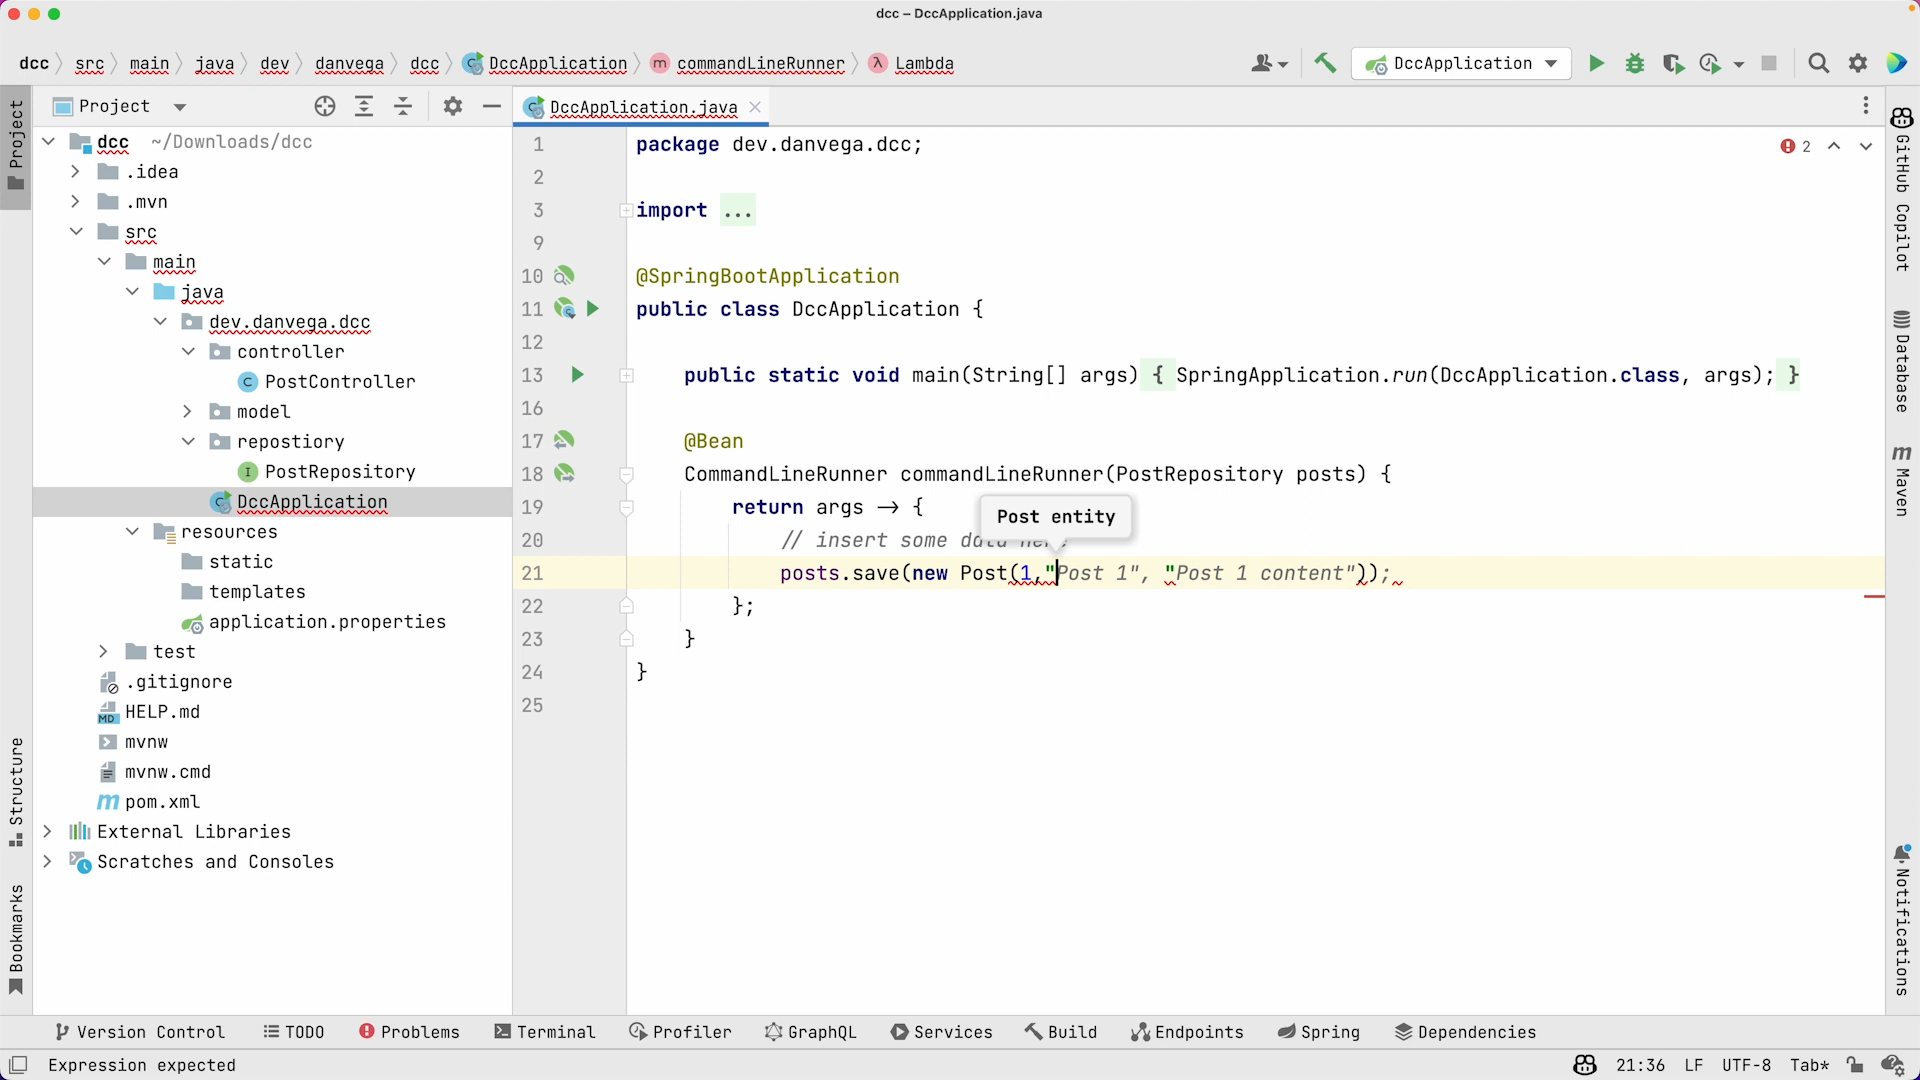 dcc – DccApplication.java
dcc src main java dev danvega dcc DccApplication commandLineRunner Lambda
DccApplication
Project
DccApplication.java
Project
dcc ~/Downloads/dcc
.idea
.mvn
src
main
java
dev.danvega.dcc
controller
PostController
model
repostiory
PostRepository
DccApplication
resources
static
templates
application.properties
test
.gitignore
HELP.md
mvnw
mvnw.cmd
pom.xml
External Libraries
Scratches and Consoles
Structure
Bookmarks
2
1 package dev.danvega.dcc;
2
3 import ...
9
10 @SpringBootApplication
11 public class DccApplication {
12
13 public static void main(String[] args) { SpringApplication.run(DccApplication.class, args); }
16
17 @Bean
18 CommandLineRunner commandLineRunner(PostRepository posts) {
19 return args → {
Post entity
20 // insert some data here
21 posts.save(new Post(1,"Post 1", "Post 1 content"));
22 };
23 }
24 }
25
GitHub Copilot
Database
Maven
Notifications
Version Control TODO Problems Terminal Profiler GraphQL Services Build Endpoints Spring Dependencies
Expression expected 21:36 LF UTF-8 Tab*